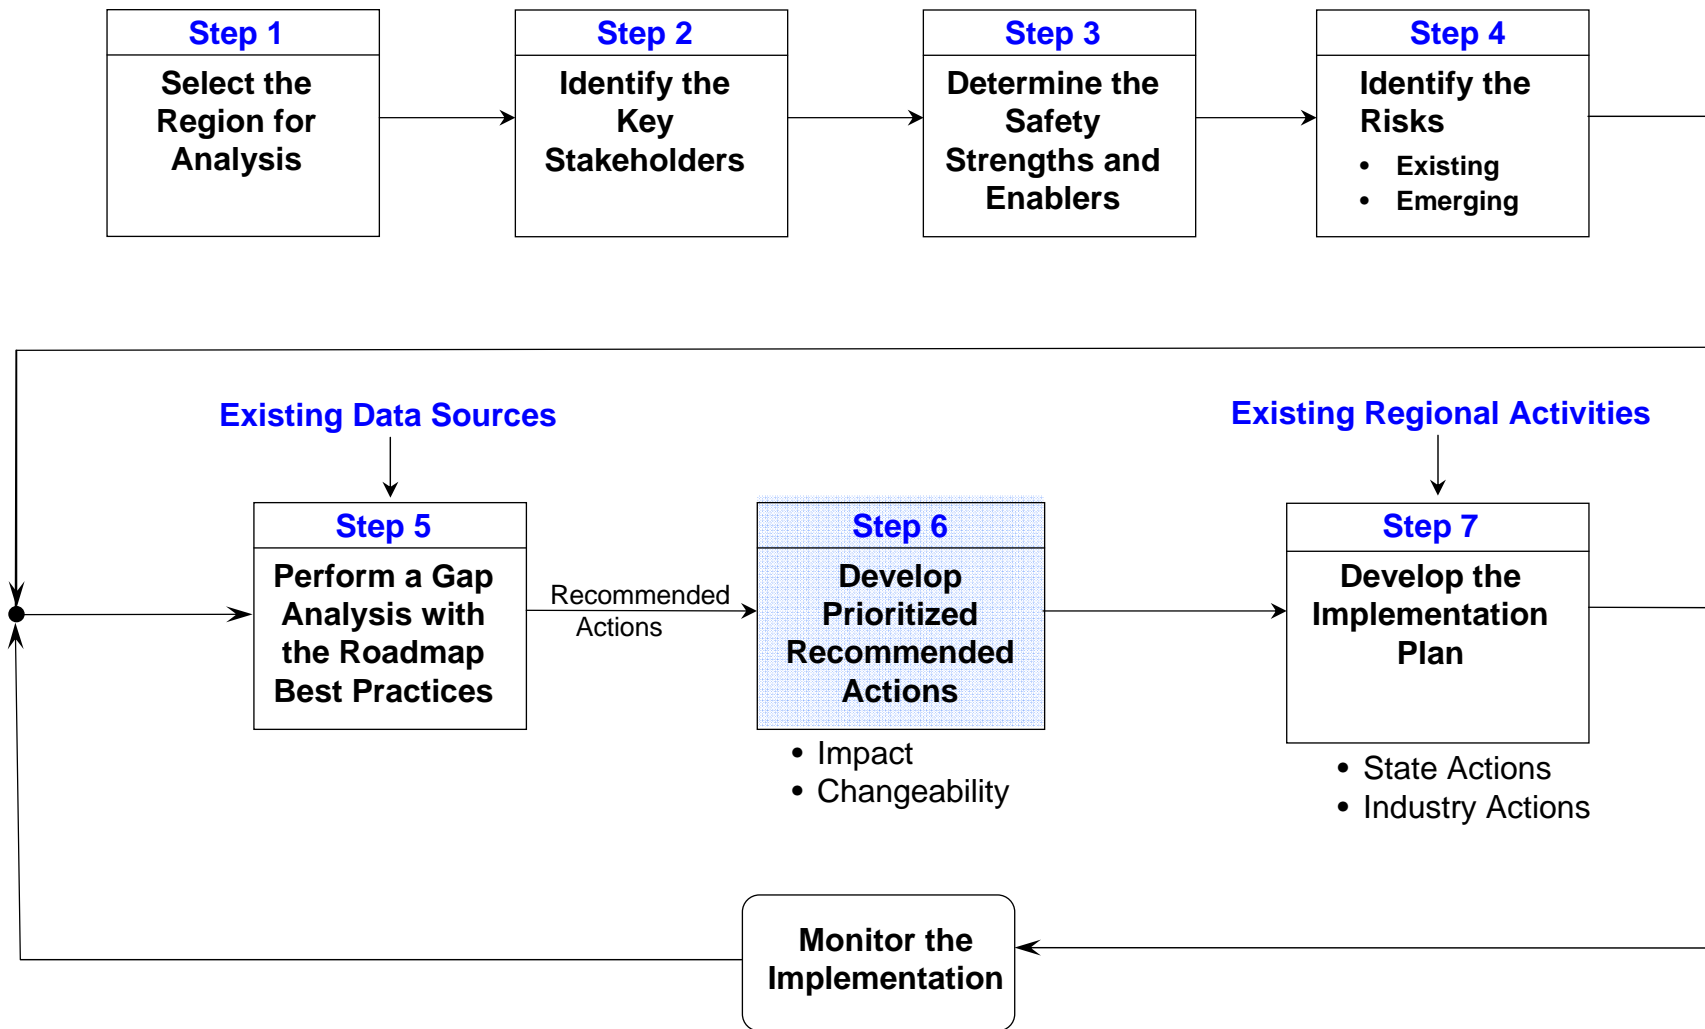 Step 1
Select the
Region for
Analysis
Step 2
Identify the
Key
Stakeholders
Step 3
Determine the
Safety
Strengths and
Enablers
Step 4
Identify the
Risks
• Existing
• Emerging
Existing Data Sources
Existing Regional Activities
Step 5
Perform a Gap
Analysis with
the Roadmap
Best Practices
Recommended
Actions
Step 6
Develop
Prioritized
Recommended
Actions
• Impact
• Changeability
Step 7
Develop the
Implementation
Plan
• State Actions
• Industry Actions
Monitor the
Implementation